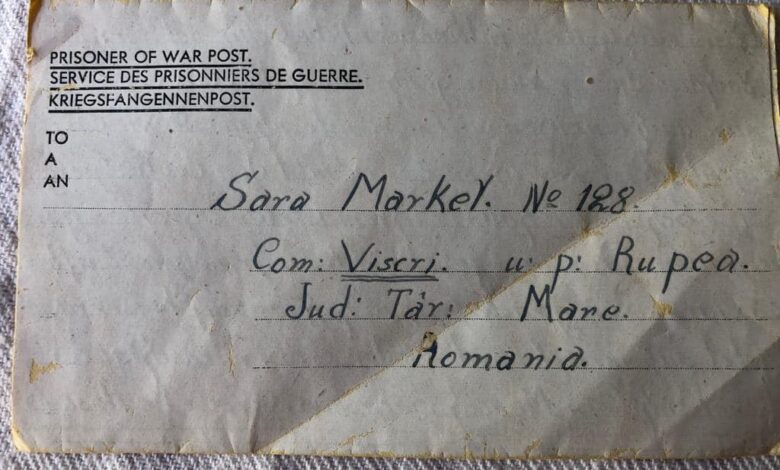 PRISONER OF WAR POST.
SERVICE DES PRISONNIERS DE GUERRE.
KRIEGSFANGENNENPOST.
TO
A
AN
Sara Markel. No 128.
Com: Viscri. u: p: Rupea.
Jud: Târ: Mare.
Romania.